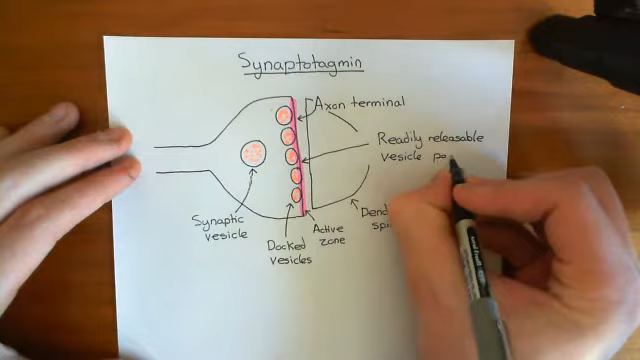 Synaptotagmin
Axon terminal
Readily releasable
vesicle po
Synaptic
vesicle
Docked
vesicles
Active
zone
Dend
spi